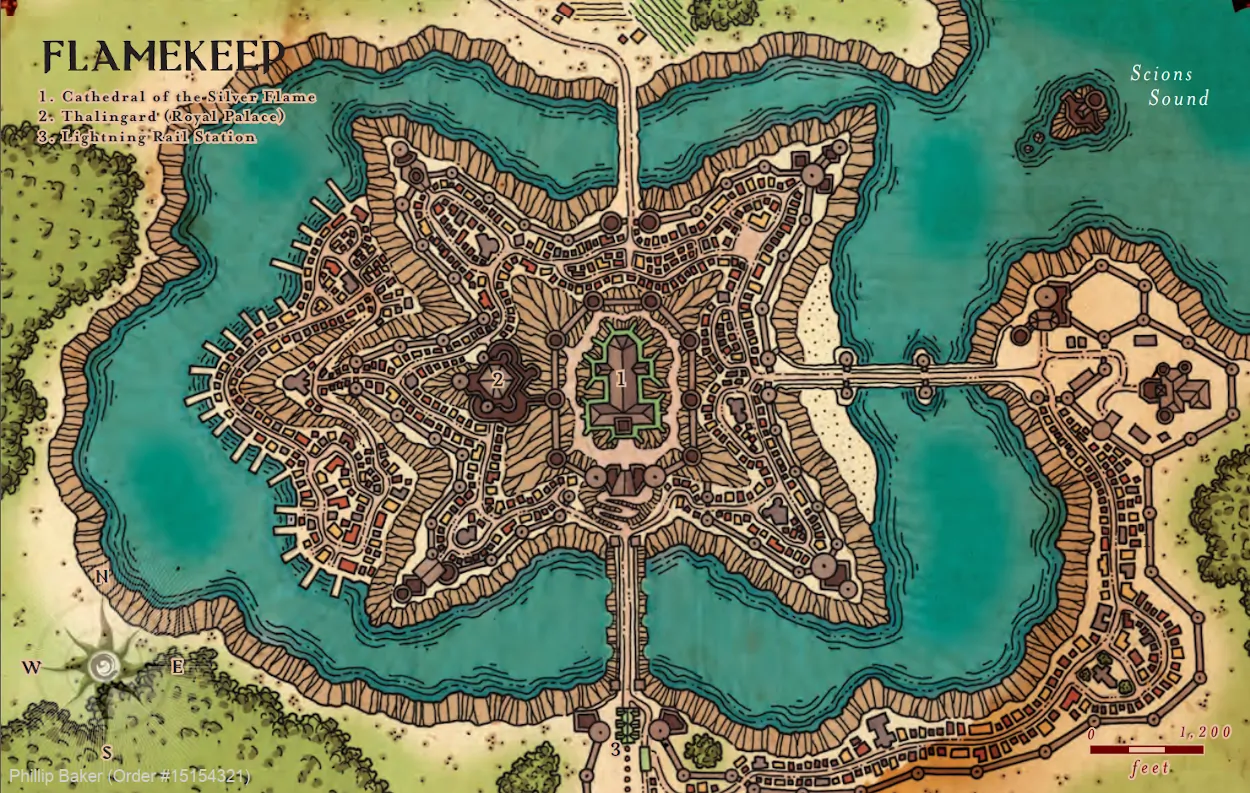 FLAMEKEEP
1. Cathedral of the Silver Flame
2. Thalingard (Royal Palace)
3. Lightning Rail Station
Scions
Sound
2
1
N
W
E
S
3
0
1,200
feet
Phillip Baker (Order #15154321)